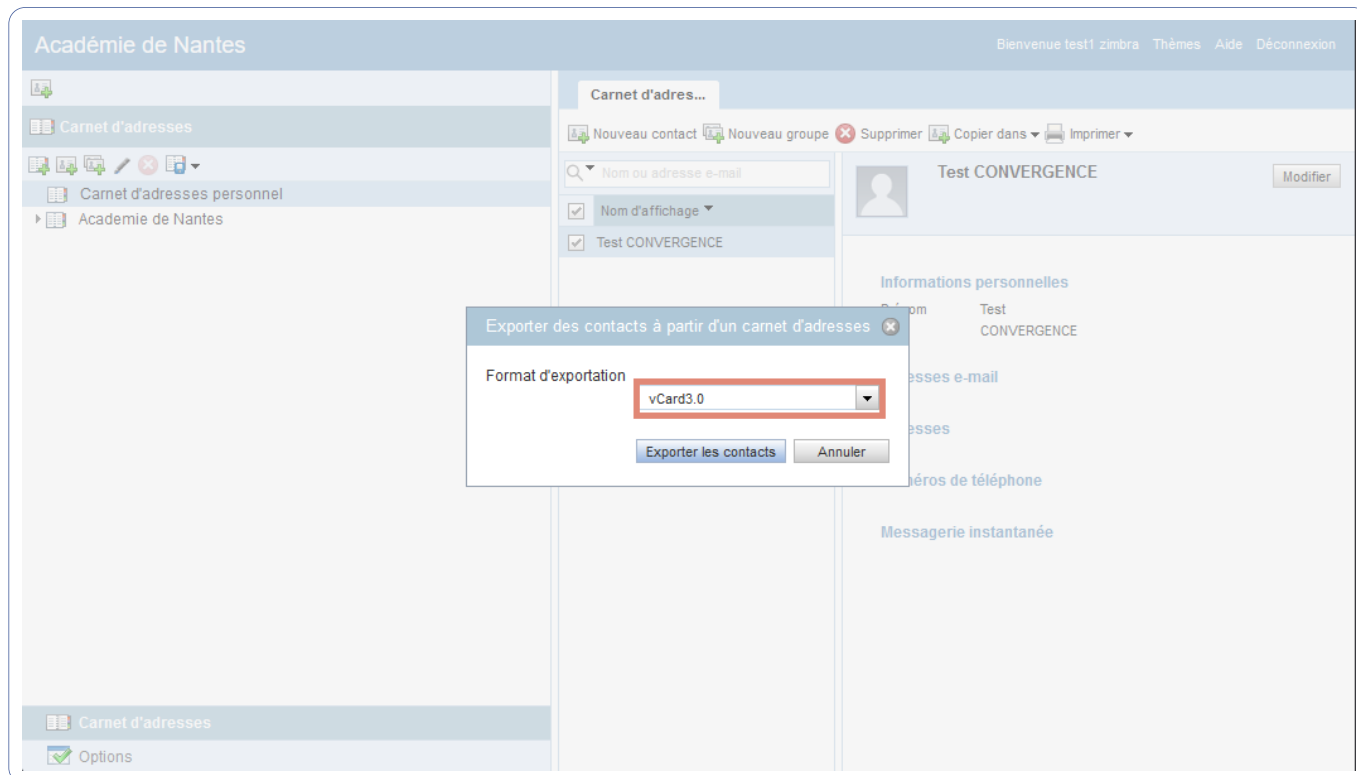 Académie de Nantes
Bienvenue test1 zimbra Thèmes Aide Déconnexion
Carnet d'adresses
Carnet d'adresses personnel
Academie de Nantes
Carnet d'adres...
Nouveau contact Nouveau groupe Supprimer Copier dans Imprimer
Nom ou adresse e-mail
Nom d'affichage
Test CONVERGENCE
Test CONVERGENCE
Modifier
Informations personnelles
Test
CONVERGENCE
Exporter des contacts à partir d'un carnet d'adresses
Format d'exportation
vCard3.0
Exporter les contacts Annuler
e-mail
de téléphone
Messagerie instantanée
Carnet d'adresses
Options